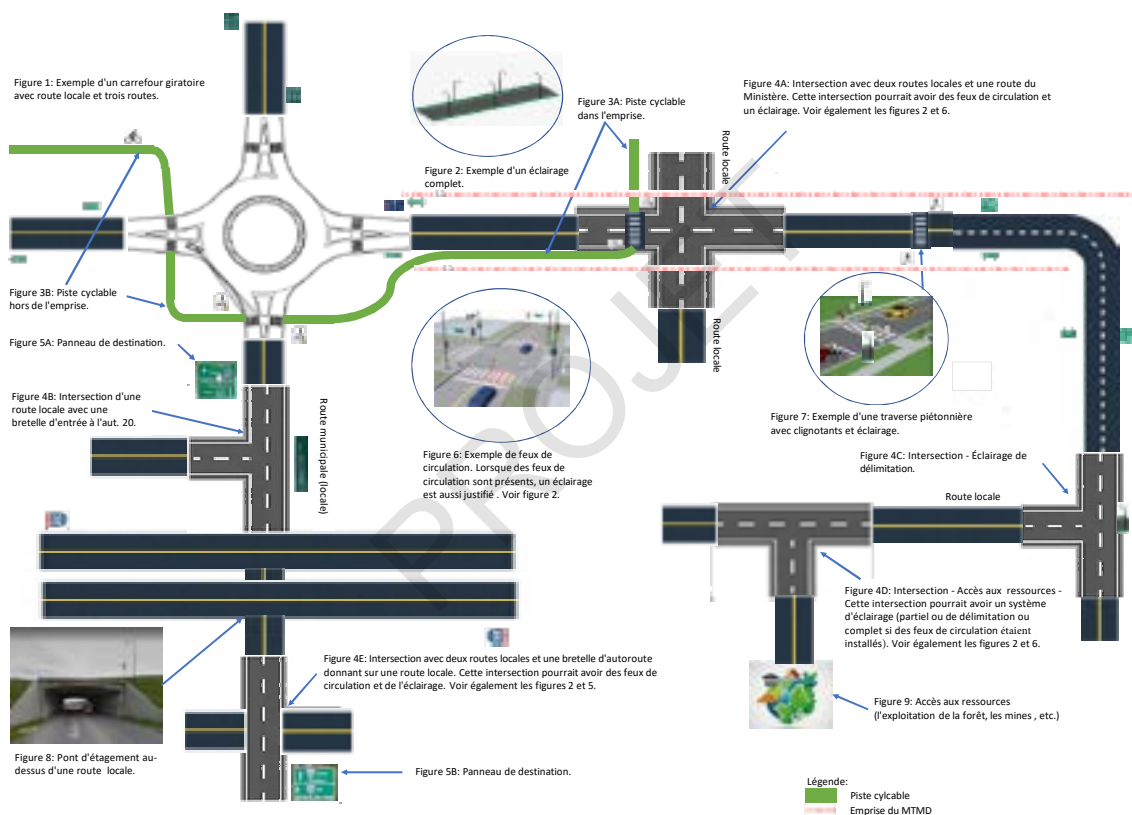 Figure 1: Exemple d'un carrefour giratoire
avec route locale et trois routes.
Figure 2: Exemple d'un éclairage
complet.
Figure 3A: Piste cyclable
dans l'emprise.
Route locale
Figure 4A: Intersection avec deux routes locales et une route du
Ministère. Cette intersection pourrait avoir des feux de circulation et
un éclairage. Voir également les figures 2 et 6.
Figure 3B: Piste cyclable
hors de l'emprise.
Figure 5A: Panneau de destination.
Route locale
Figure 4B: Intersection d'une
route locale avec une
bretelle d'entrée à l'aut. 20.
Route municipale (locale)
Figure 6: Exemple de feux de
circulation. Lorsque des feux de
circulation sont présents, un éclairage
est aussi justifié . Voir figure 2.
Figure 7: Exemple d'une traverse piétonnière
avec clignotants et éclairage.
Figure 4C: Intersection - Éclairage de
délimitation.
Route locale
PROJET
Figure 4D: Intersection - Accès aux ressources -
Cette intersection pourrait avoir un système
d'éclairage (partiel ou de délimitation ou
complet si des feux de circulation étaient
installés). Voir également les figures 2 et 6.
Figure 4E: Intersection avec deux routes locales et une bretelle d'autoroute
donnant sur une route locale. Cette intersection pourrait avoir des feux de
circulation et de l'éclairage. Voir également les figures 2 et 5.
Figure 9: Accès aux ressources
(l'exploitation de la forêt, les mines , etc.)
Figure 8: Pont d'étagement au-
dessus d'une route locale.
Figure 5B: Panneau de destination.
Légende:
Piste cylcable
Emprise du MTMD